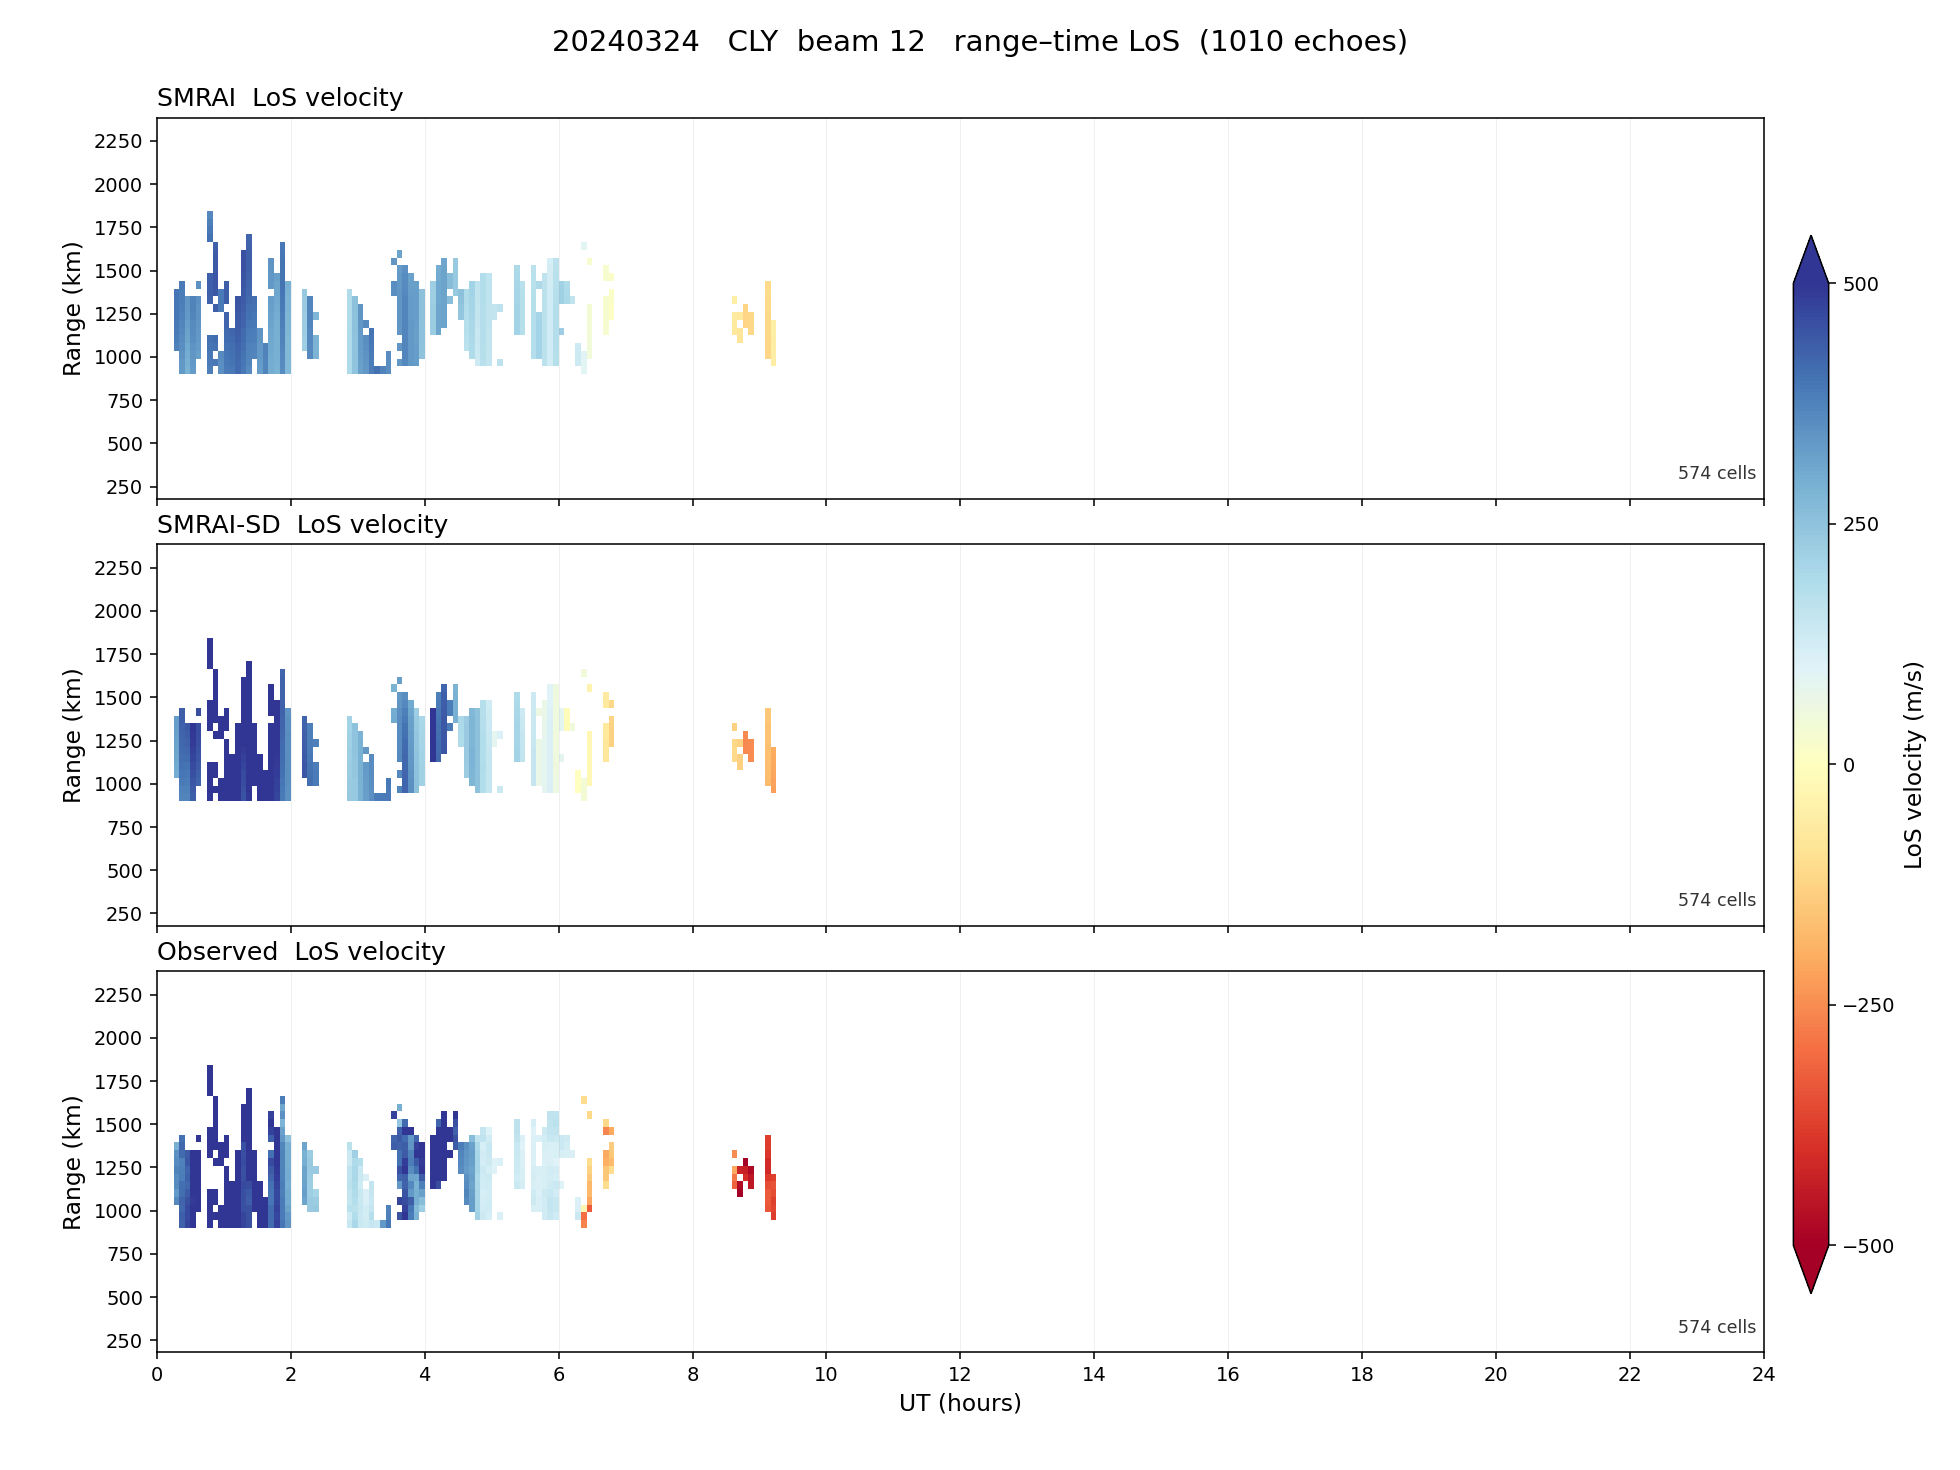 20240324   CLY  beam 12   range–time LoS  (1010 echoes)
SMRAI  LoS velocity
2250
2000
1750
1500
1250
1000
750
500
250
Range (km)
574 cells
SMRAI-SD  LoS velocity
2250
2000
1750
1500
1250
1000
750
500
250
Range (km)
574 cells
Observed  LoS velocity
2250
2000
1750
1500
1250
1000
750
500
250
Range (km)
574 cells
0 2 4 6 8 10 12 14 16 18 20 22 24
UT (hours)
500
250
0
−250
−500
LoS velocity (m/s)